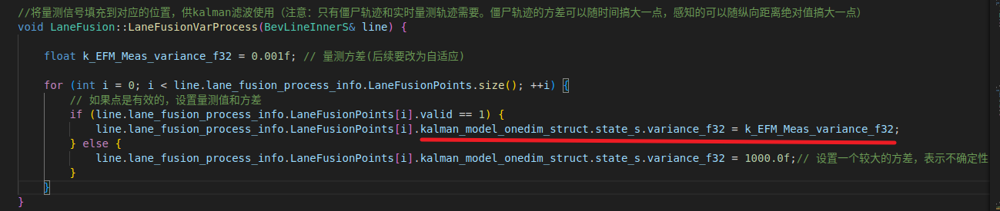 //将量测信号填充到对应的位置，供kalman滤波使用（注意：只有僵尸轨迹和实时量测轨迹需要。僵尸轨迹的方差可以随时间搞大一点，感知的可以随纵向距离绝对值搞大一点）
void LaneFusion::LaneFusionVarProcess(BevLineInnerS& line) {
float k_EFM_Meas_variance_f32 = 0.001f; // 量测方差(后续要改为自适应)
for (int i = 0; i < line.lane_fusion_process_info.LaneFusionPoints.size(); ++i) {
// 如果点是有效的，设置量测值和方差
if (line.lane_fusion_process_info.LaneFusionPoints[i].valid == 1) {
line.lane_fusion_process_info.LaneFusionPoints[i].kalman_model_onedim_struct.state_s.variance_f32 = k_EFM_Meas_variance_f32;
} else {
line.lane_fusion_process_info.LaneFusionPoints[i].kalman_model_onedim_struct.state_s.variance_f32 = 1000.0f;// 设置一个较大的方差，表示不确定性
}
}
}